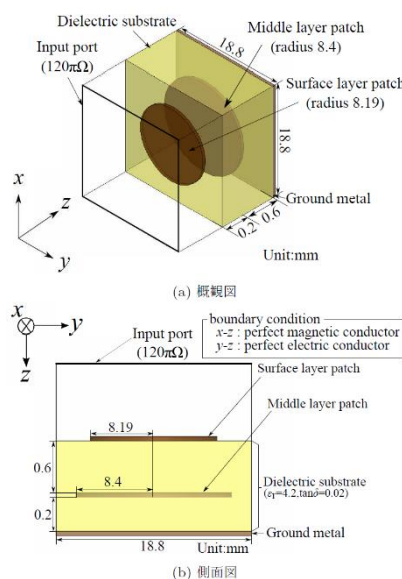 Dielectric substrate
Middle layer patch
(radius 8.4)
Input port
(120πΩ)
18.8
Surface layer patch
(radius 8.19)
18.8
x
z
y
Ground metal
0.2
0.6
Unit:mm
(a) 概観図
x
y
z
Input port
(120πΩ)
boundary condition
x-z : perfect magnetic conductor
y-z : perfect electric conductor
Surface layer patch
8.19
Middle layer patch
0.6
8.4
Dielectric substrate
(εr=4.2,tanδ=0.02)
0.2
Ground metal
18.8
Unit:mm
(b) 側面図